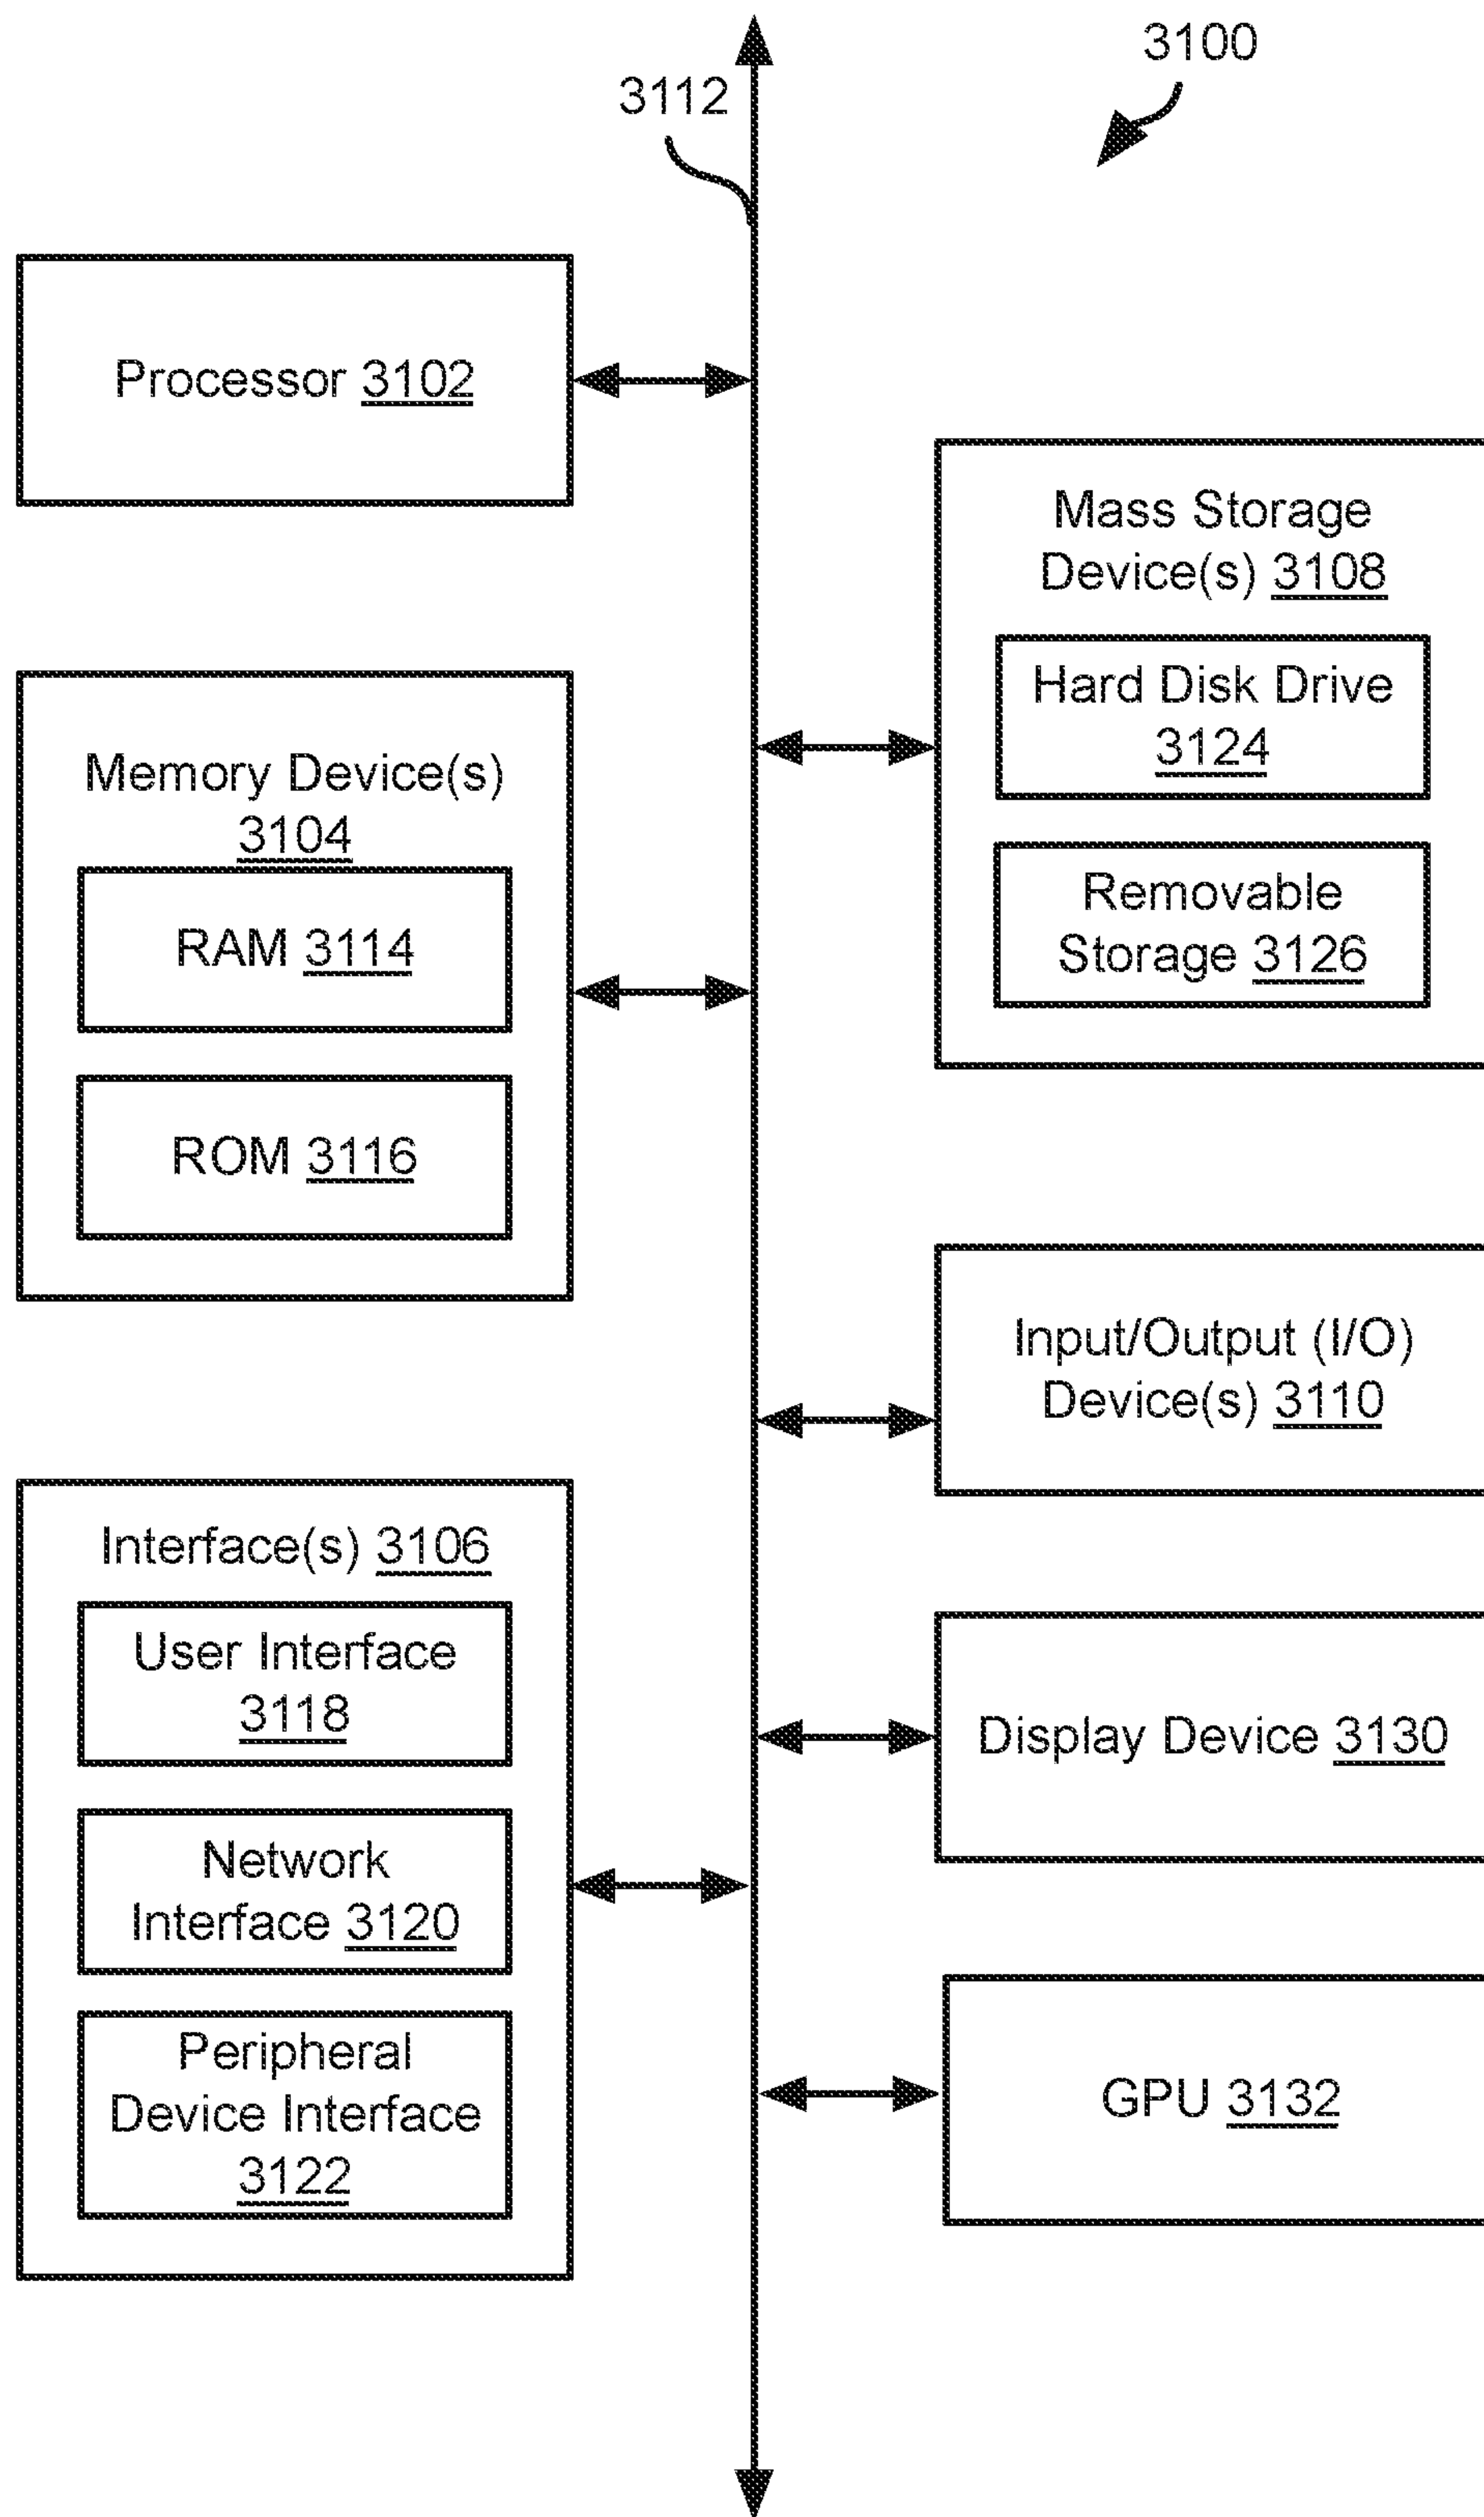 3100
3112
Processor 3102
Mass Storage
Device(s) 3108
Hard Disk Drive
3124
Removable
Storage 3126
Memory Device(s)
3104
RAM 3114
ROM 3116
Input/Output (I/O)
Device(s) 3110
Interface(s) 3106
User Interface
3118
Network
Interface 3120
Peripheral
Device Interface
3122
Display Device 3130
GPU 3132